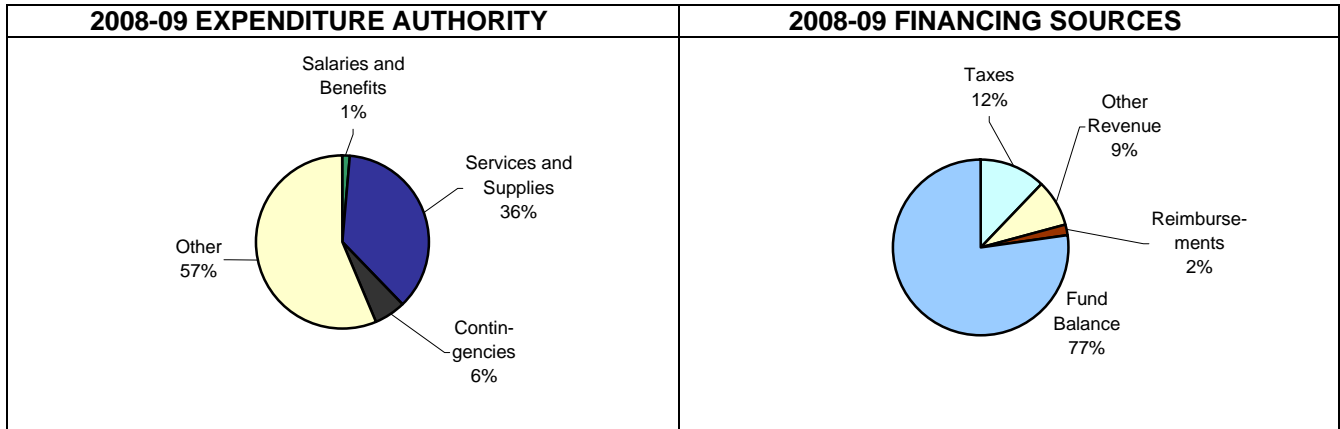 2008-09 EXPENDITURE AUTHORITY
Salaries and
Benefits
1%
Services and
Supplies
36%
Contin-
gencies
6%
Other
57%
2008-09 FINANCING SOURCES
Taxes
12%
Other
Revenue
9%
Reimburse-
ments
2%
Fund
Balance
77%